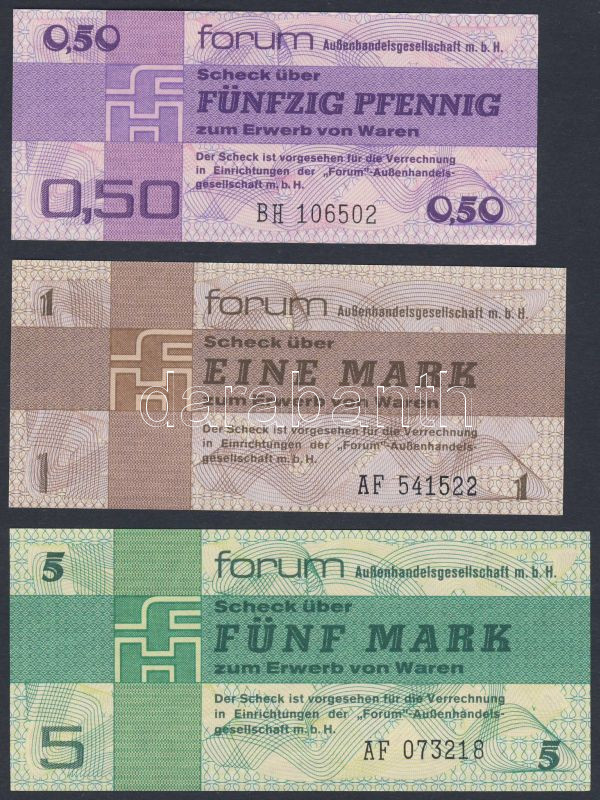 0,50
forum Außenhandelsgesellschaft m. b. H.
Scheck über
FÜNFZIG PFENNIG
zum Erwerb von Waren
Der Scheck ist vorgesehen für die Verrechnung
in Einrichtungen der „Forum"-Außenhandels-
gesellschaft m. b. H.
0,50
BH 106502
0,50
1
forum Außenhandelsgesellschaft m. b. H.
Scheck über
EINE MARK
zum Erwerb von Waren
darabanth
Der Scheck ist vorgesehen für die Verrechnung
in Einrichtungen der „Forum"-Außenhandels-
gesellschaft m. b. H.
1
AF 541522
1
5
forum Außenhandelsgesellschaft m. b. H.
Scheck über
FÜNF MARK
zum Erwerb von Waren
Der Scheck ist vorgesehen für die Verrechnung
in Einrichtungen der „Forum"-Außenhandels-
gesellschaft m. b. H.
5
AF 073218
5